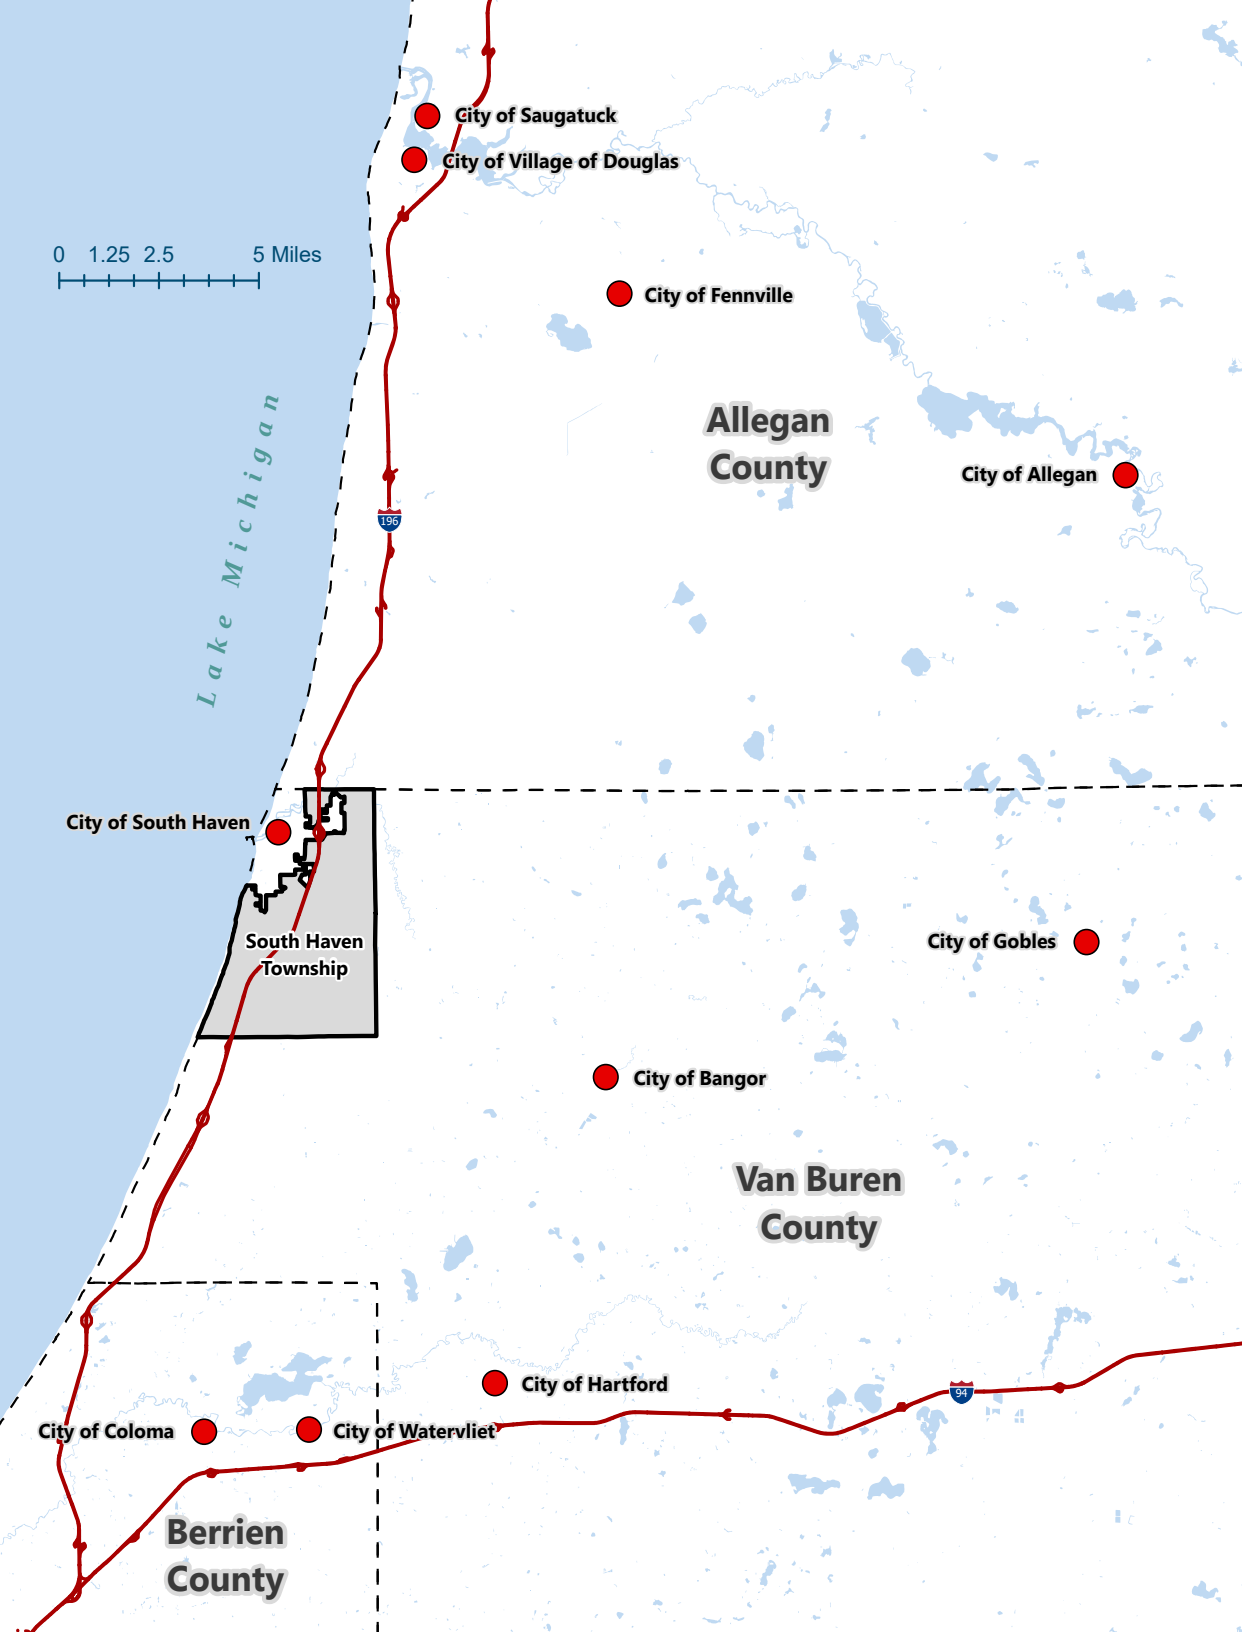 City of Saugatuck
City of Village of Douglas
0 1.25 2.5 5 Miles
City of Fennville
Lake Michigan
Allegan
County
City of Allegan
196
City of South Haven
South Haven
Township
City of Gobles
City of Bangor
Van Buren
County
City of Hartford
94
City of Coloma
City of Watervliet
Berrien
County